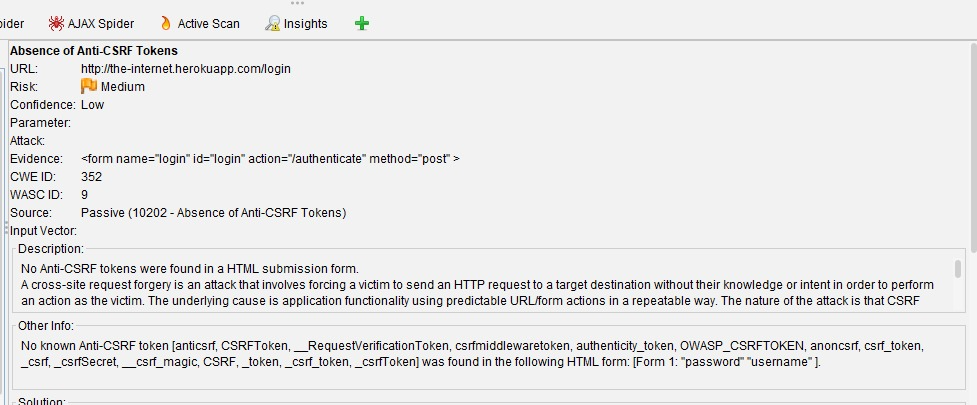 pider AJAX Spider Active Scan Insights
Absence of Anti-CSRF Tokens
URL: http://the-internet.herokuapp.com/login
Risk: Medium
Confidence: Low
Parameter:
Attack:
Evidence: <form name="login" id="login" action="/authenticate" method="post" >
CWE ID: 352
WASC ID: 9
Source: Passive (10202 - Absence of Anti-CSRF Tokens)
Input Vector:
Description:
No Anti-CSRF tokens were found in a HTML submission form.
A cross-site request forgery is an attack that involves forcing a victim to send an HTTP request to a target destination without their knowledge or intent in order to perform
an action as the victim. The underlying cause is application functionality using predictable URL/form actions in a repeatable way. The nature of the attack is that CSRF
Other Info:
No known Anti-CSRF token [anticsrf, CSRFToken, __RequestVerificationToken, csrfmiddlewaretoken, authenticity_token, OWASP_CSRFTOKEN, anoncsrf, csrf_token,
_csrf, _csrfSecret, __csrf_magic, CSRF, _token, _csrf_token, _csrfToken] was found in the following HTML form: [Form 1: "password" "username" ].
Solution: